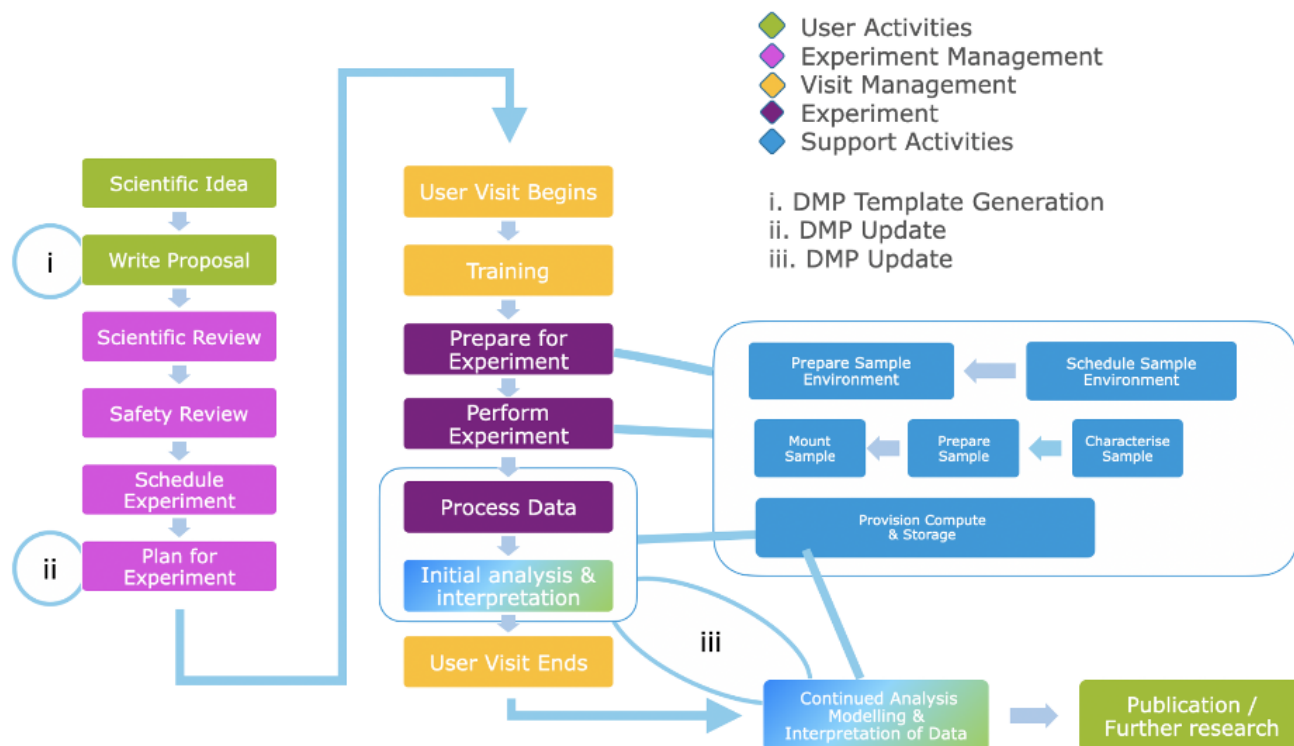 User Activities
Experiment Management
Visit Management
Experiment
Support Activities
i. DMP Template Generation
ii. DMP Update
iii. DMP Update
Scientific Idea
i
Write Proposal
Scientific Review
Safety Review
Schedule
Experiment
ii
Plan for
Experiment
User Visit Begins
Training
Prepare for
Experiment
Perform
Experiment
Process Data
Initial analysis &
interpretation
User Visit Ends
Prepare Sample
Environment
Schedule Sample
Environment
Mount
Sample
Prepare
Sample
Characterise
Sample
Provision Compute
& Storage
iii
Continued Analysis
Modelling &
Interpretation of Data
Publication /
Further research